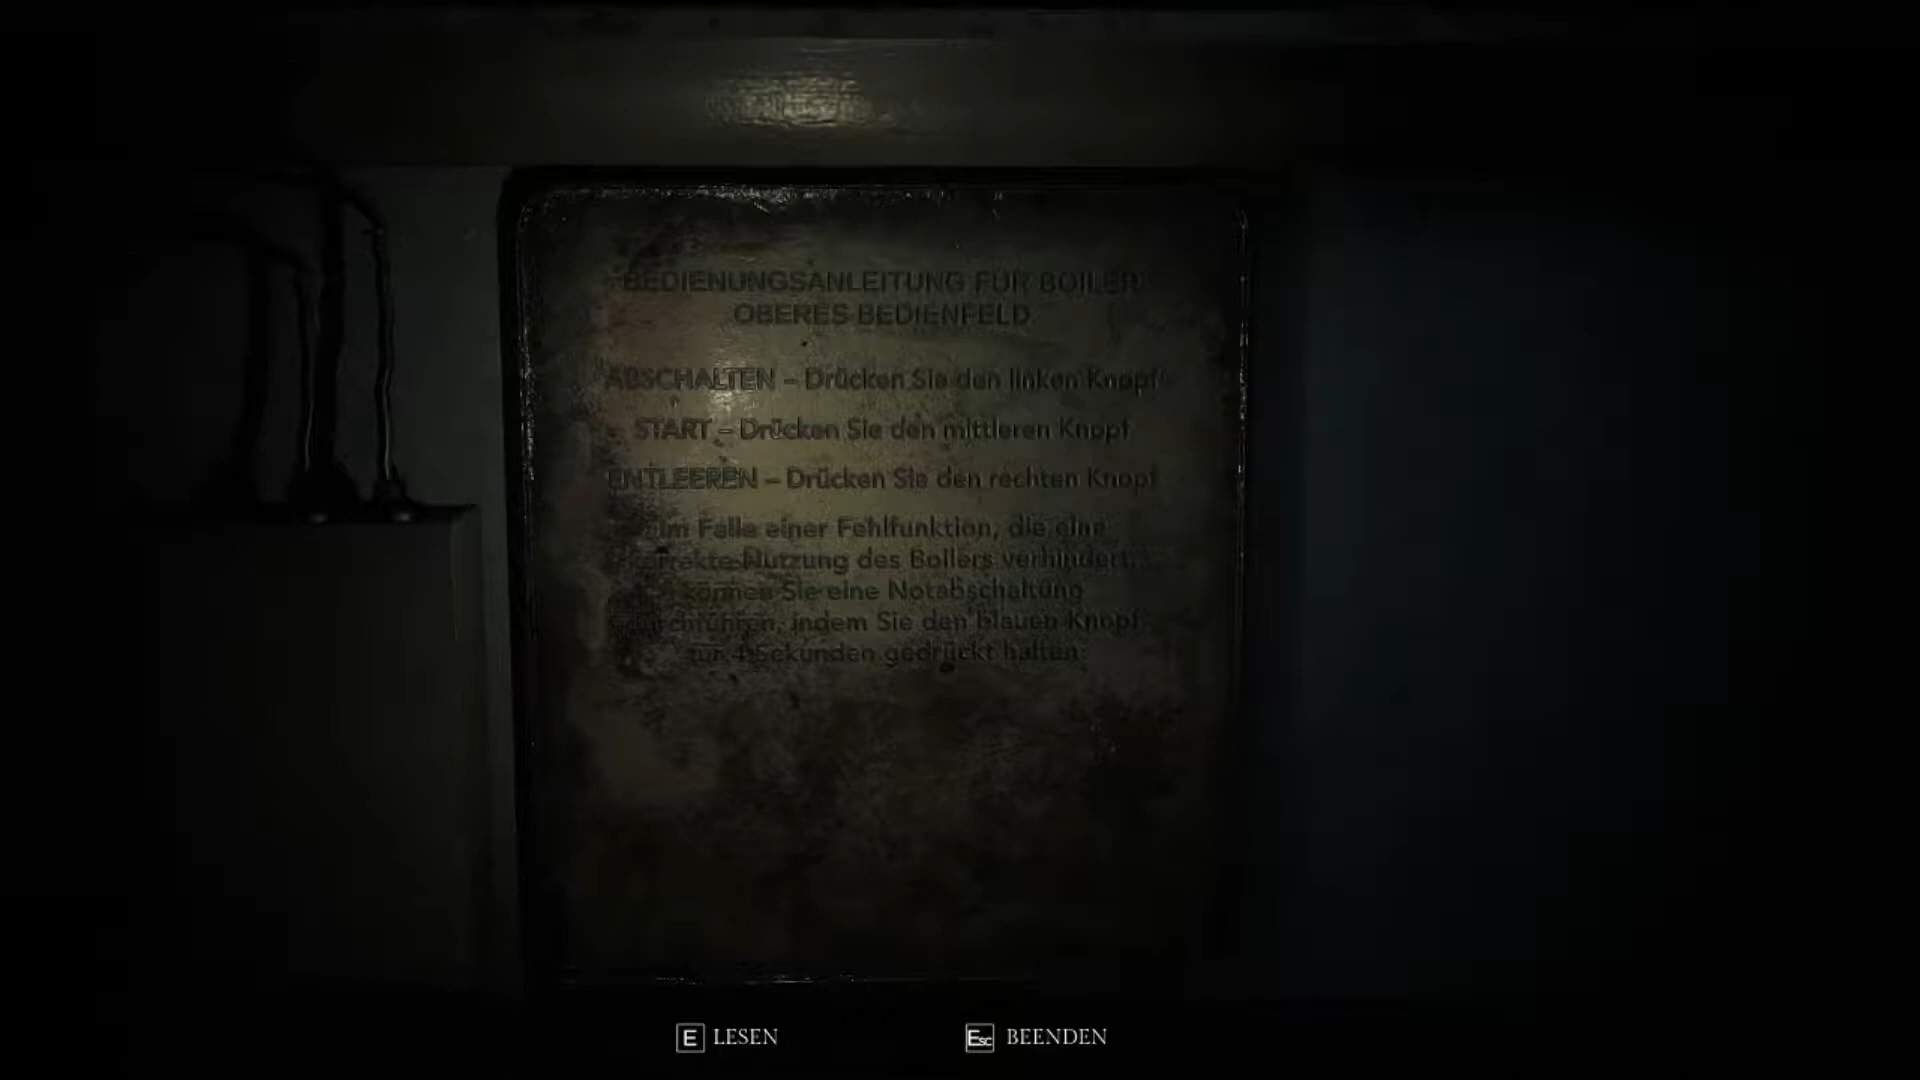 BEDIENUNGSANLEITUNG FÜR BOILER
OBERES BEDIENFELD
ABSCHALTEN – Drücken Sie den linken Knopf
START – Drücken Sie den mittleren Knopf
ENTLEEREN – Drücken Sie den rechten Knopf
Im Falle einer Fehlfunktion, die eine
korrekte Nutzung des Boilers verhindert,
können Sie eine Notabschaltung
durchführen, indem Sie den blauen Knopf
für 4 Sekunden gedrückt halten.
E LESEN
Esc BEENDEN